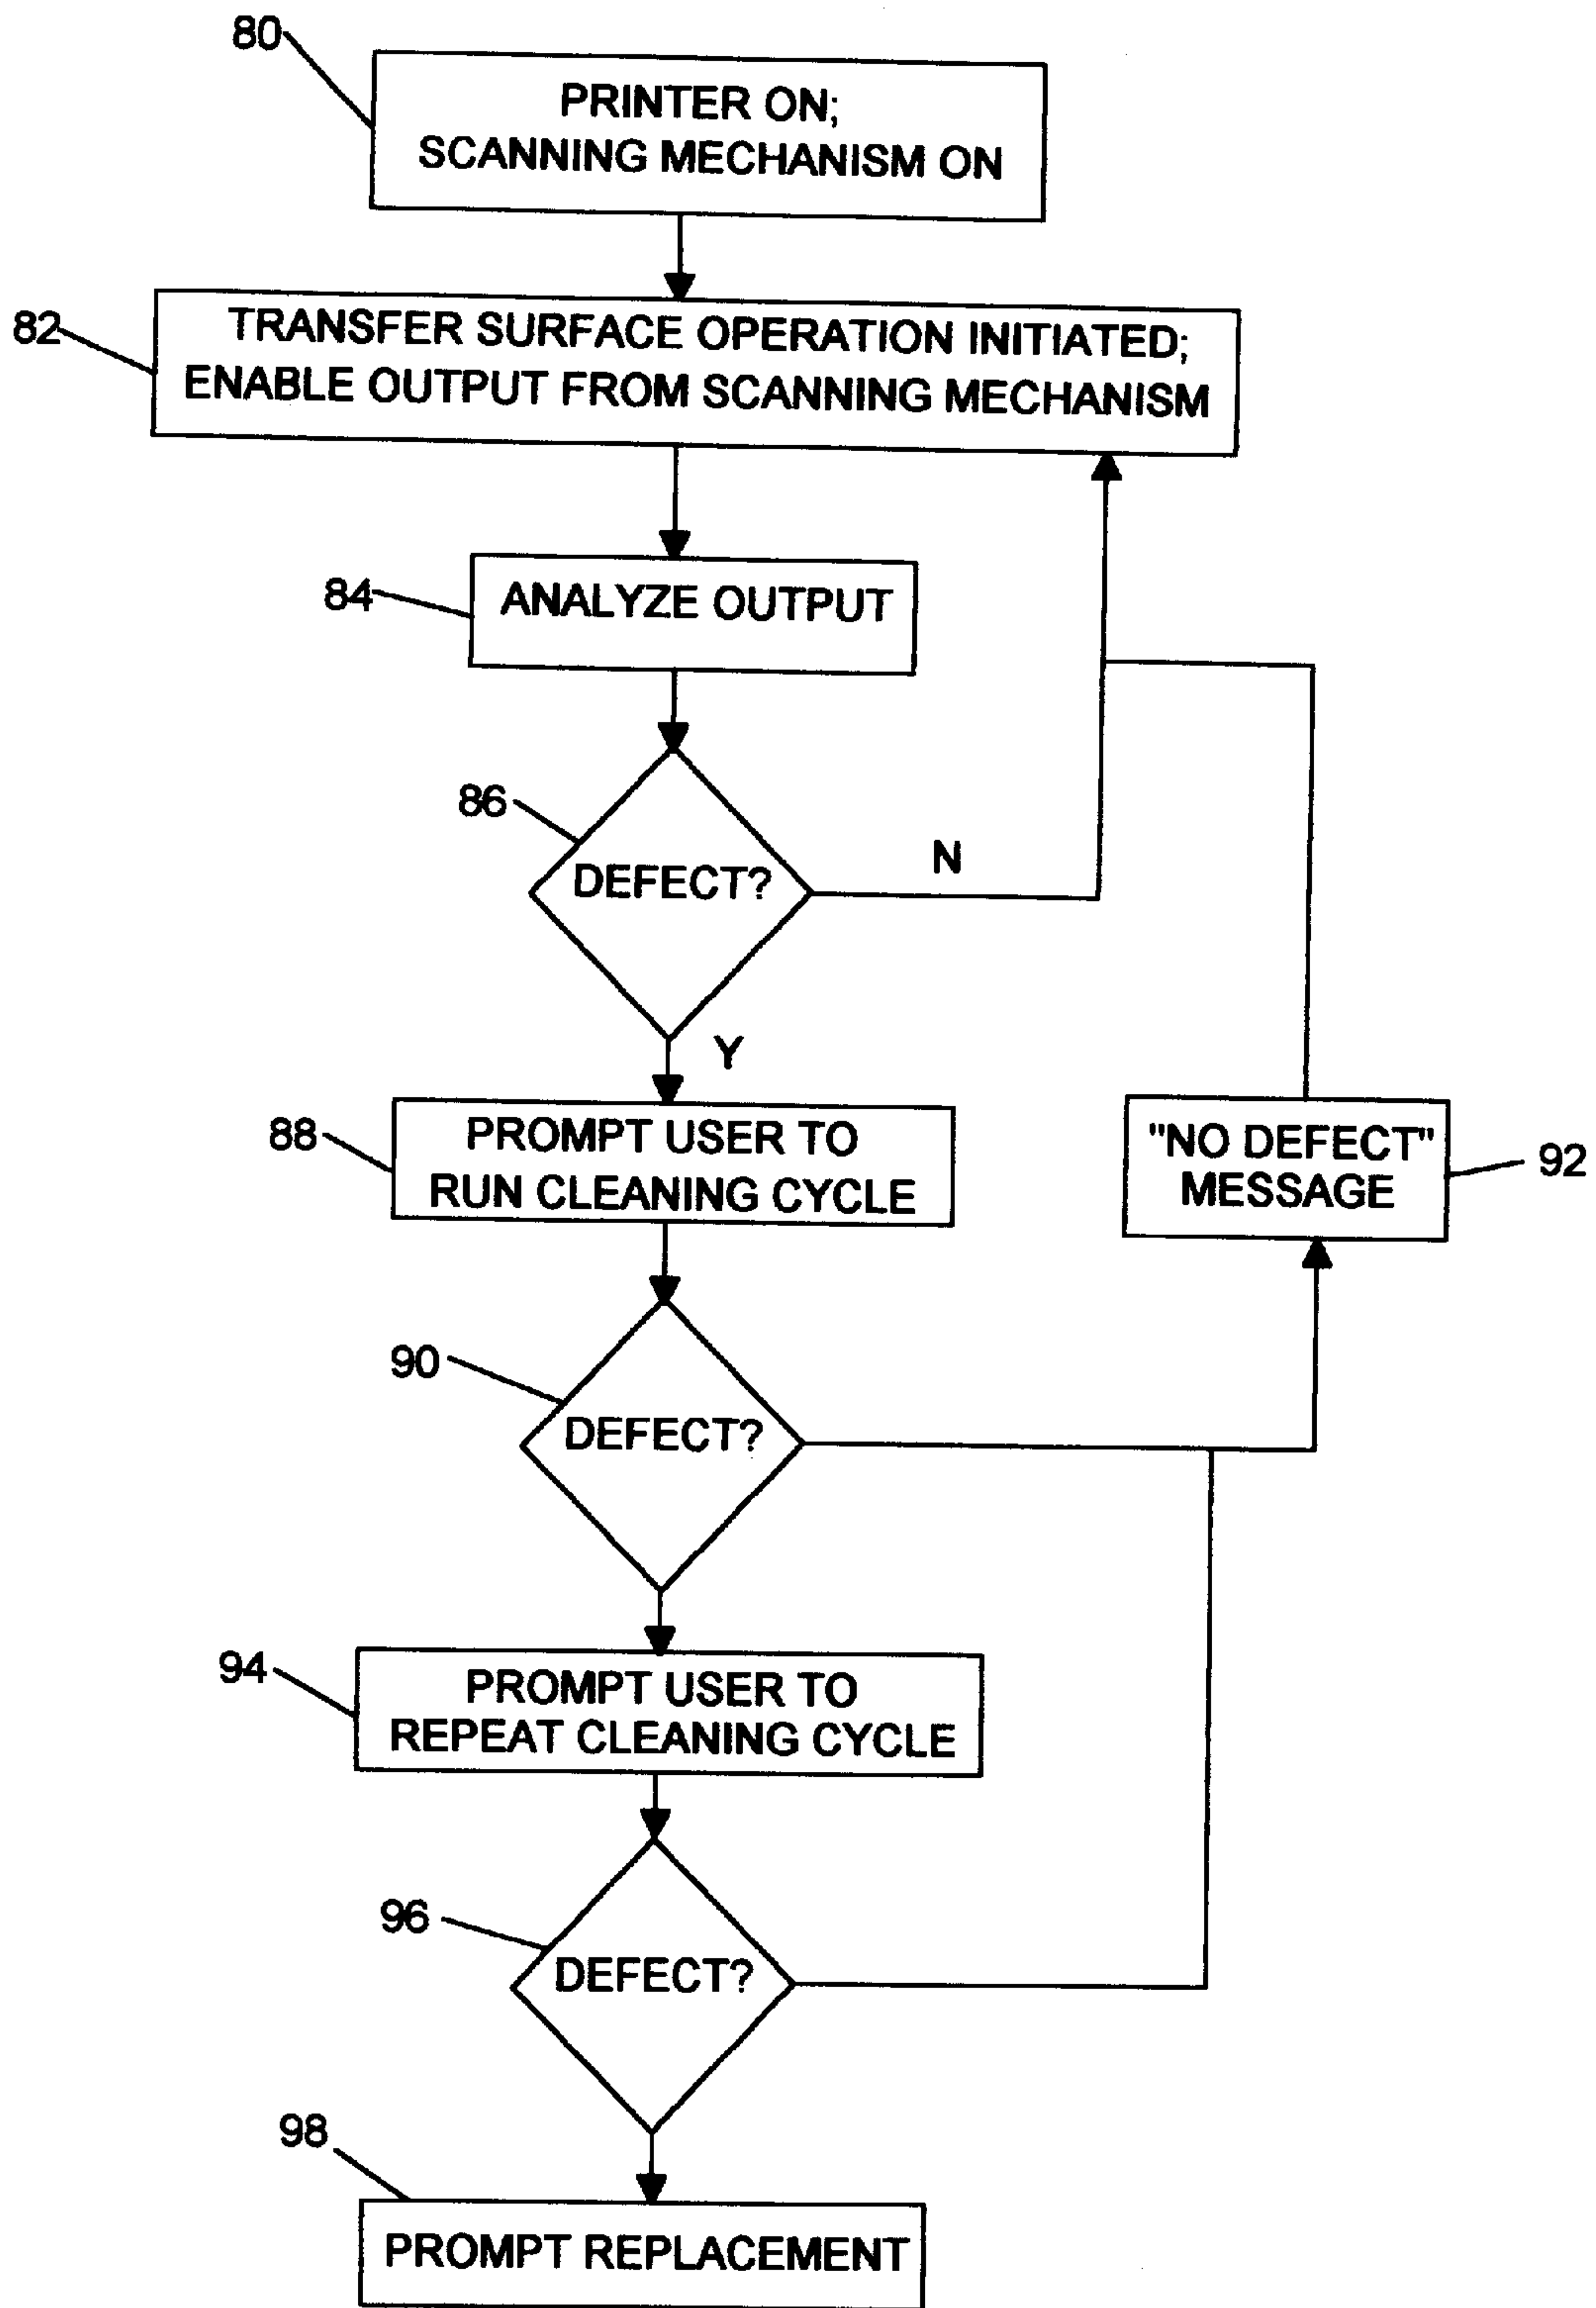 80
PRINTER ON;
SCANNING MECHANISM ON
82
TRANSFER SURFACE OPERATION INITIATED;
ENABLE OUTPUT FROM SCANNING MECHANISM
84
ANALYZE OUTPUT
86
DEFECT?
N
Y
88
PROMPT USER TO
RUN CLEANING CYCLE
"NO DEFECT"
MESSAGE
92
90
DEFECT?
94
PROMPT USER TO
REPEAT CLEANING CYCLE
96
DEFECT?
98
PROMPT REPLACEMENT